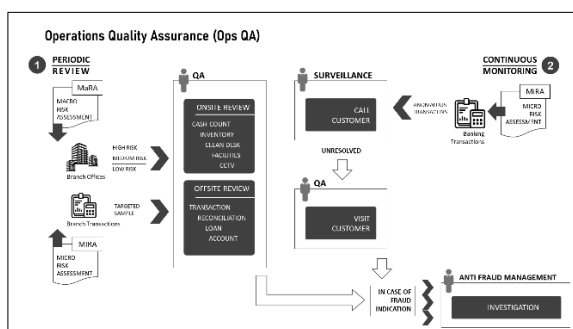 Operations Quality Assurance (Ops QA)
1 PERIODIC
REVIEW
MaRA
MACRO
RISK
ASSESSMENT
Branch Offices
HIGH RISK
MEDIUM RISK
LOW RISK
Branch Transactions
TARGETED
SAMPLE
MIRA
MICRO
RISK
ASSESSMENT
QA
ONSITE REVIEW
CASH COUNT
INVENTORY
CLEAN DESK
FACILITIES
CCTV
OFFSITE REVIEW
TRANSACTION
RECONCILIATION
LOAN
ACCOUNT
SURVEILLANCE
CALL
CUSTOMER
UNRESOLVED
QA
VISIT
CUSTOMER
CONTINUOUS
MONITORING 2
MiRA
MICRO
RISK
ASSESSMENT
Banking
Transactions
IN CASE OF
FRAUD
INDICATION
ANTI FRAUD MANAGEMENT
INVESTIGATION